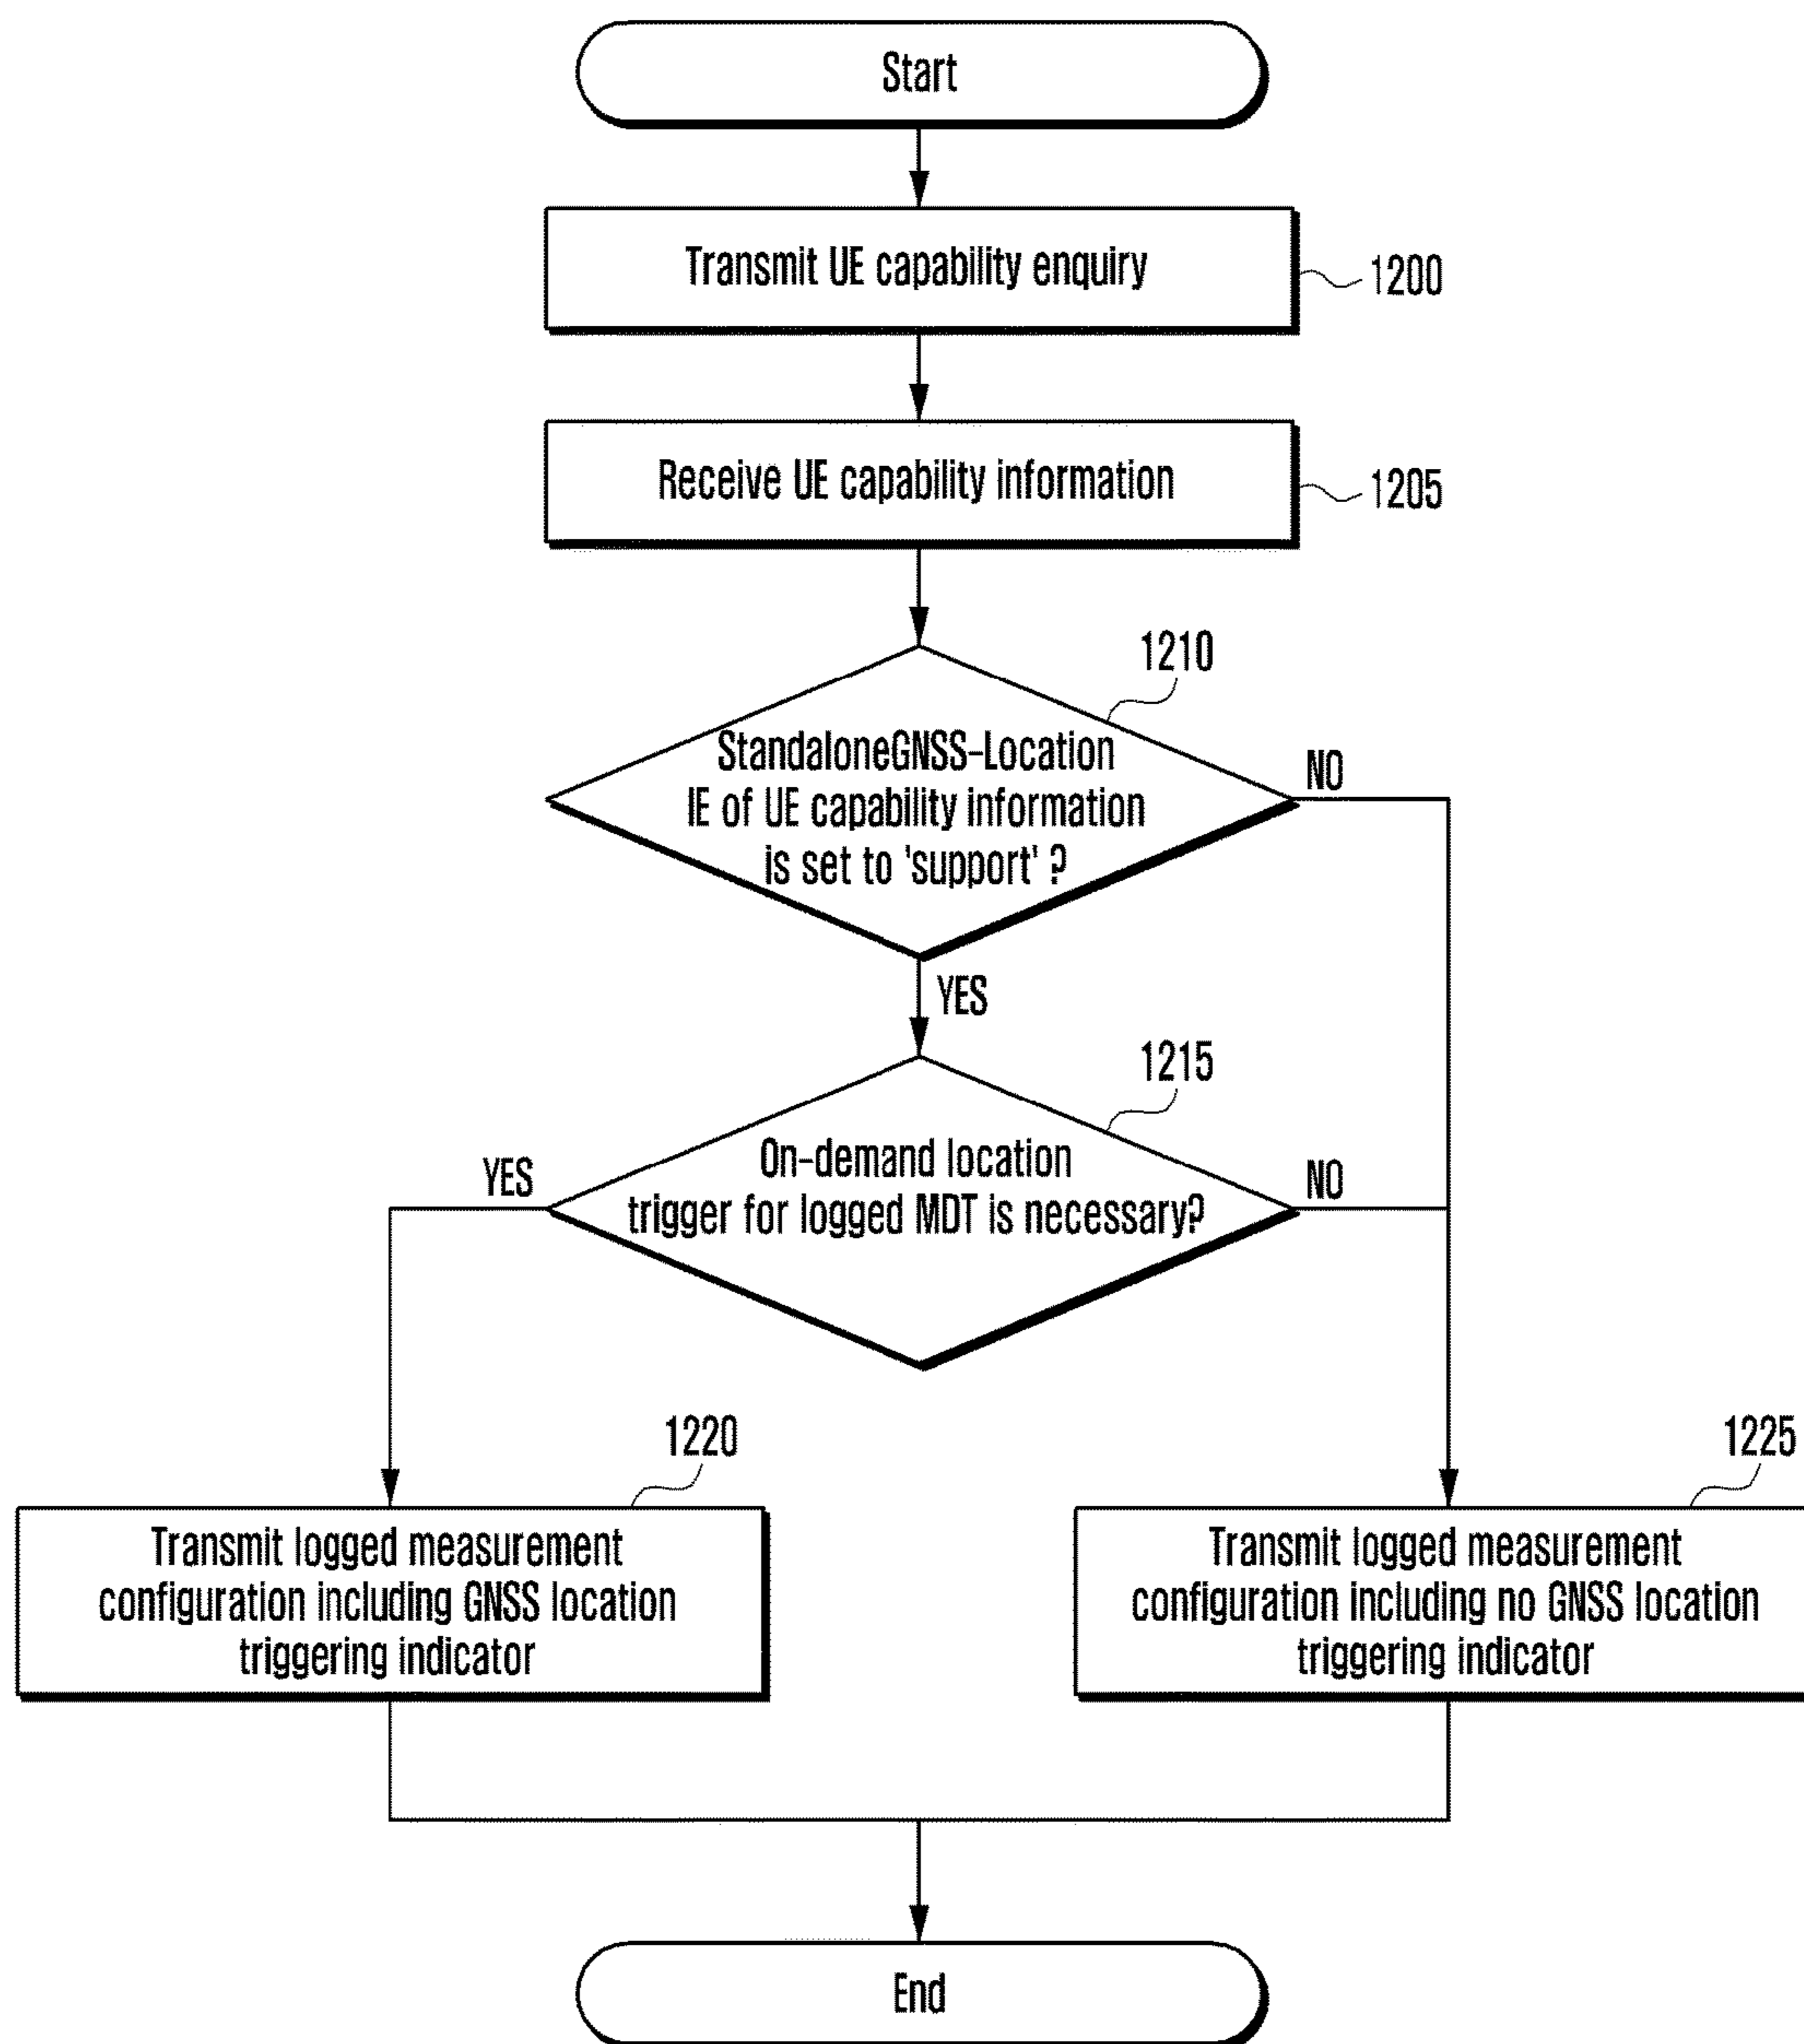 Start
Transmit UE capability enquiry
1200
Receive UE capability information
1205
1210
StandaloneGNSS-Location
IE of UE capability information
is set to 'support' ?
NO
YES
1215
On-demand location
trigger for logged MDT is necessary?
YES
NO
1220
Transmit logged measurement
configuration including GNSS location
triggering indicator
1225
Transmit logged measurement
configuration including no GNSS location
triggering indicator
End